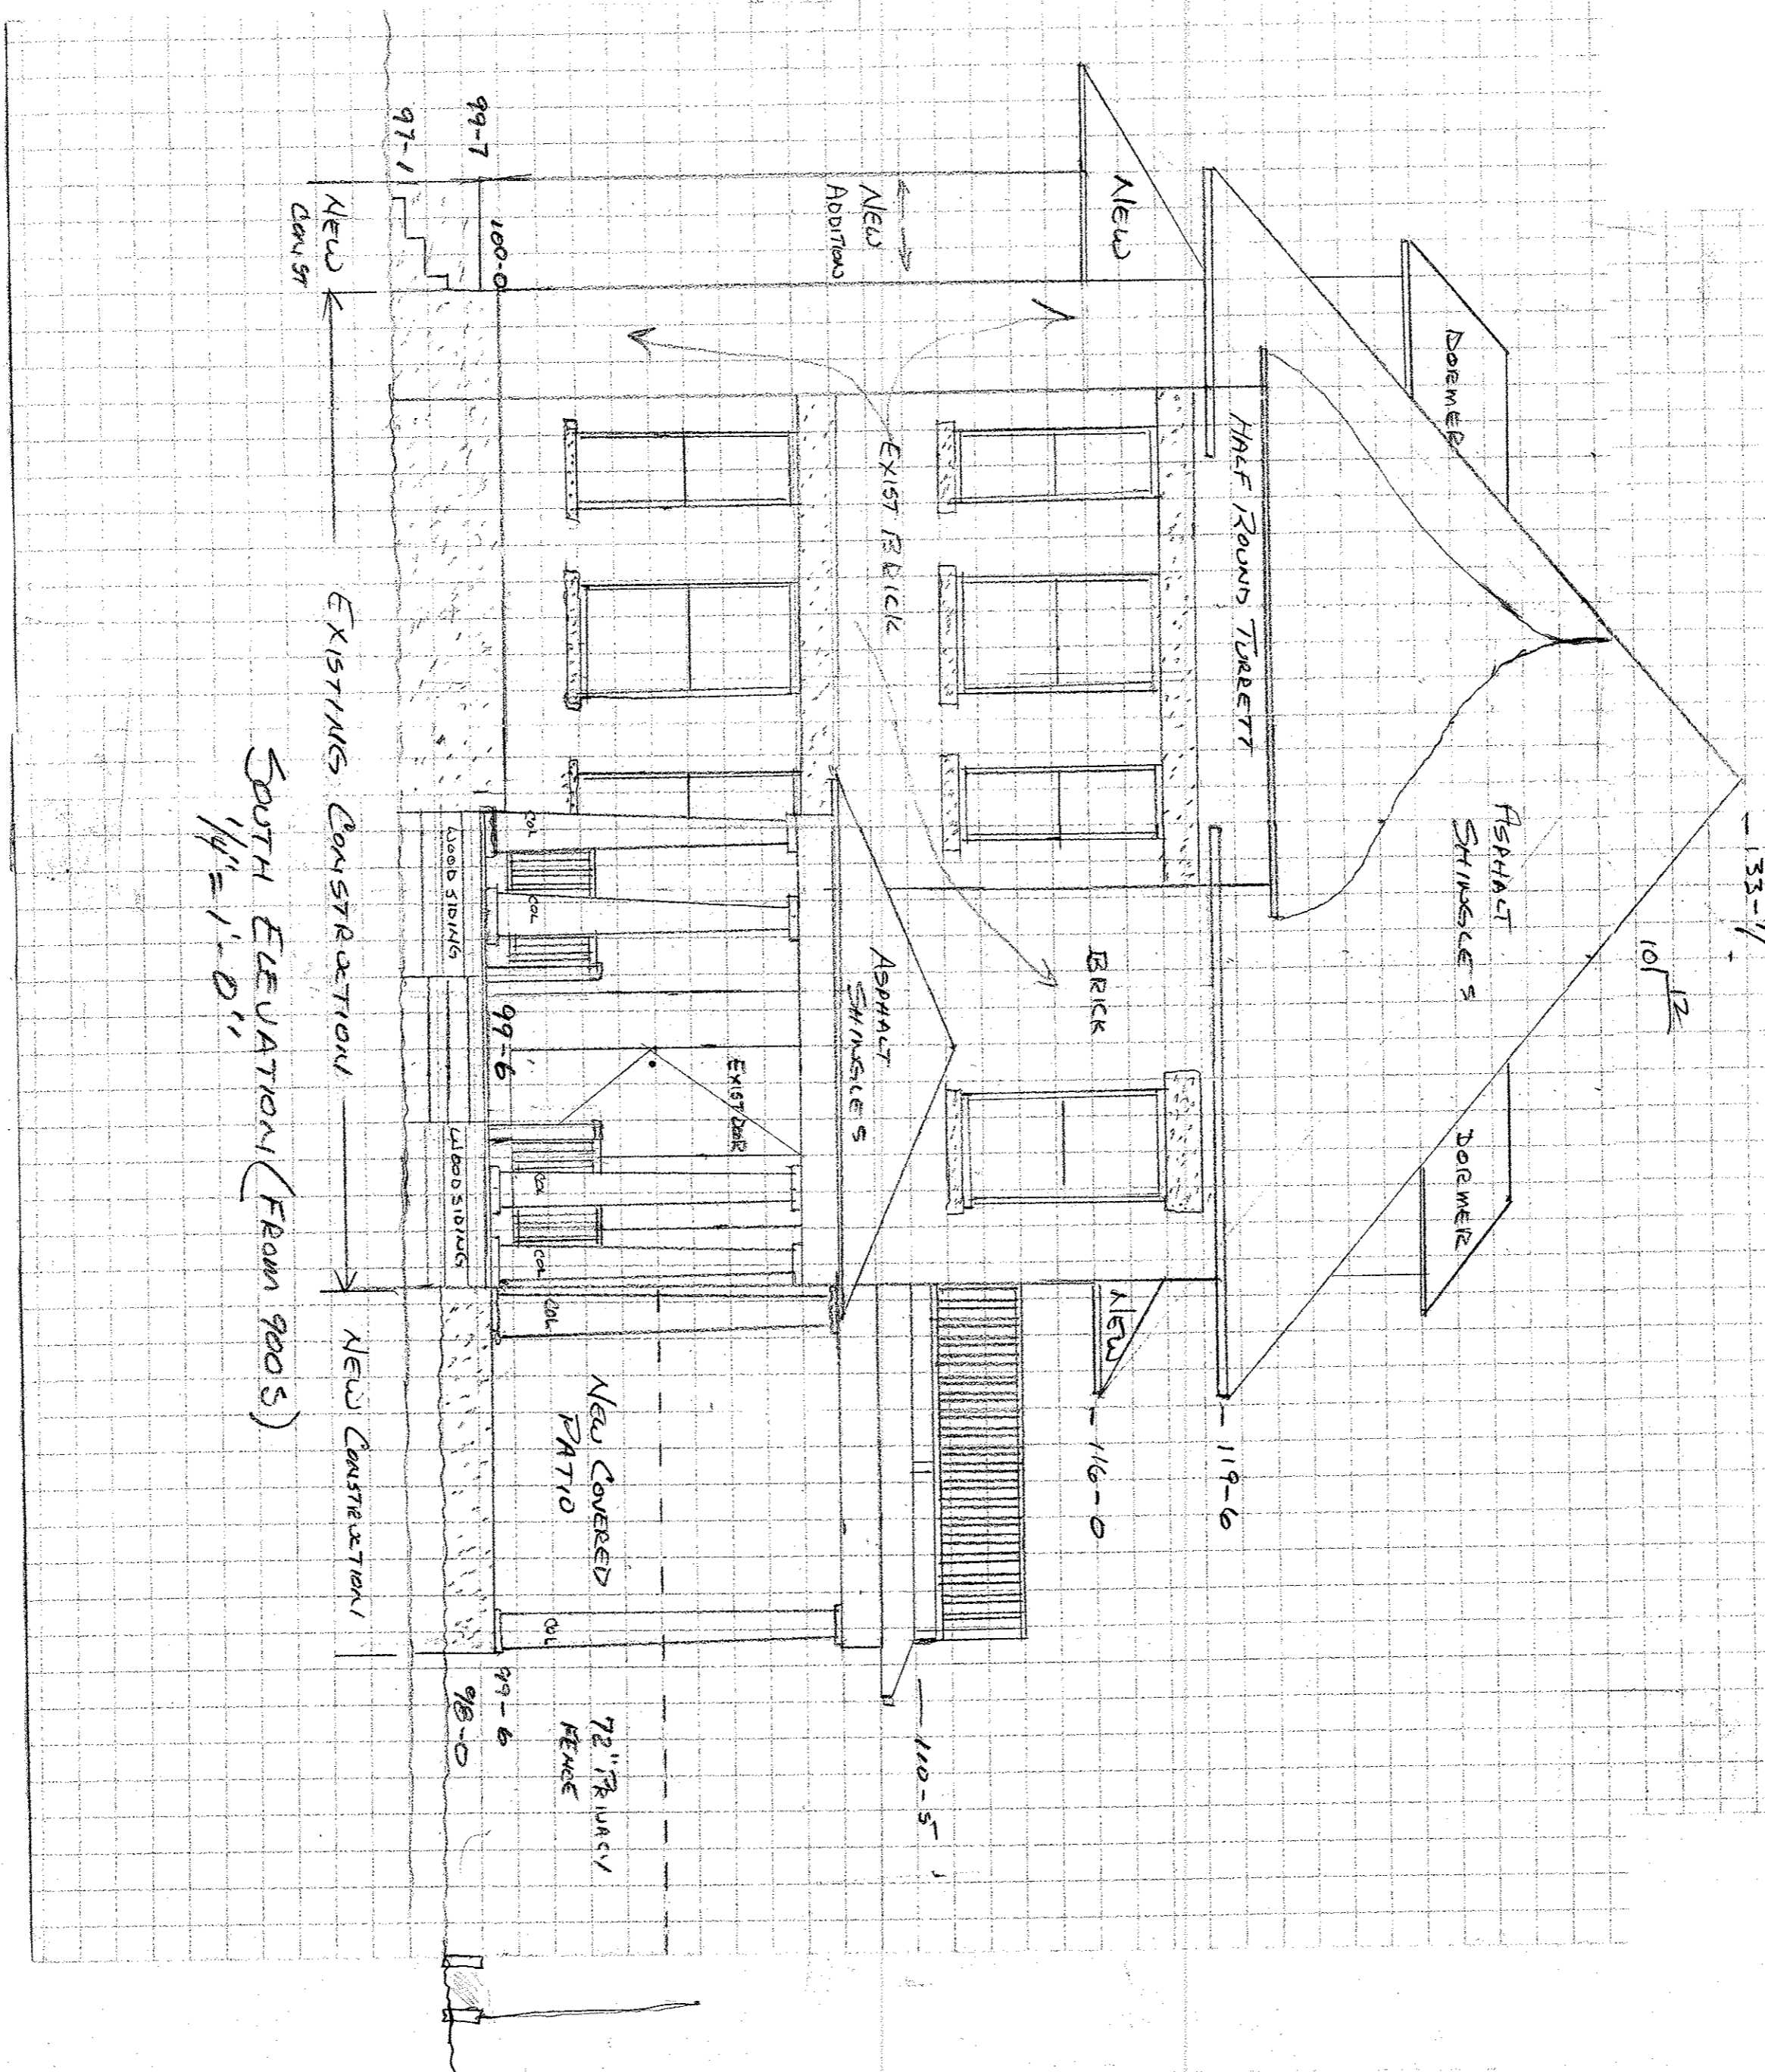 133-11
10
12
ASPHALT
SHINGLES
DORMER
DORMER
HALF ROUND TURRETT
119-6
NEW
NEW
116-0
BRICK
EXIST BRICK
NEW
ADDITION
ASPHALT
SHINGLES
110-5
EXIST DOOR
NEW COVERED
PATIO
72" PRIVACY
FENCE
COL
COL
COL
COL
COL
COL
100-0
99-7
99-6
99-6
98-0
97-1
WOOD SIDING
WOOD SIDING
NEW
CONST
EXISTING CONSTRUCTION
NEW CONSTRUCTION
SOUTH ELEVATION (FROM 900 S)
1/4" = 1'-0"